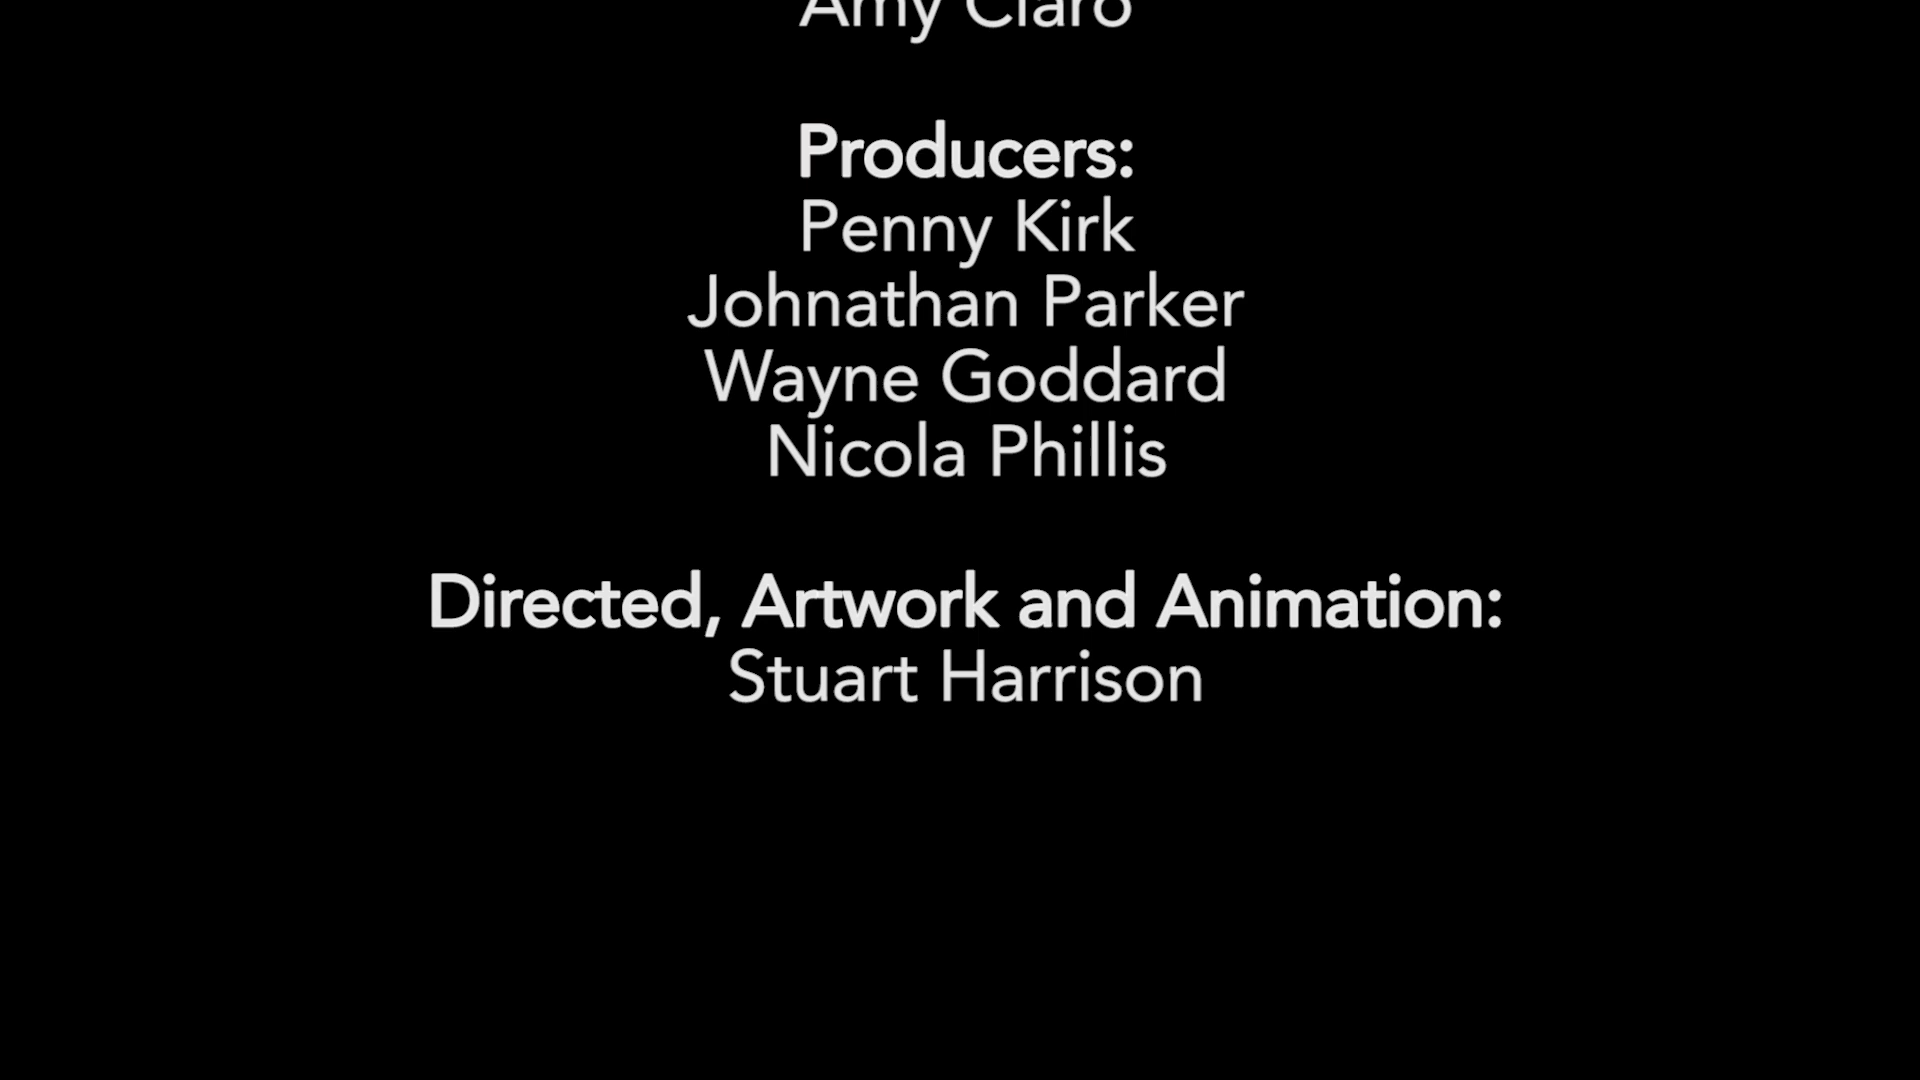 Amy Claro
Producers:
Penny Kirk
Johnathan Parker
Wayne Goddard
Nicola Phillis
Directed, Artwork and Animation:
Stuart Harrison